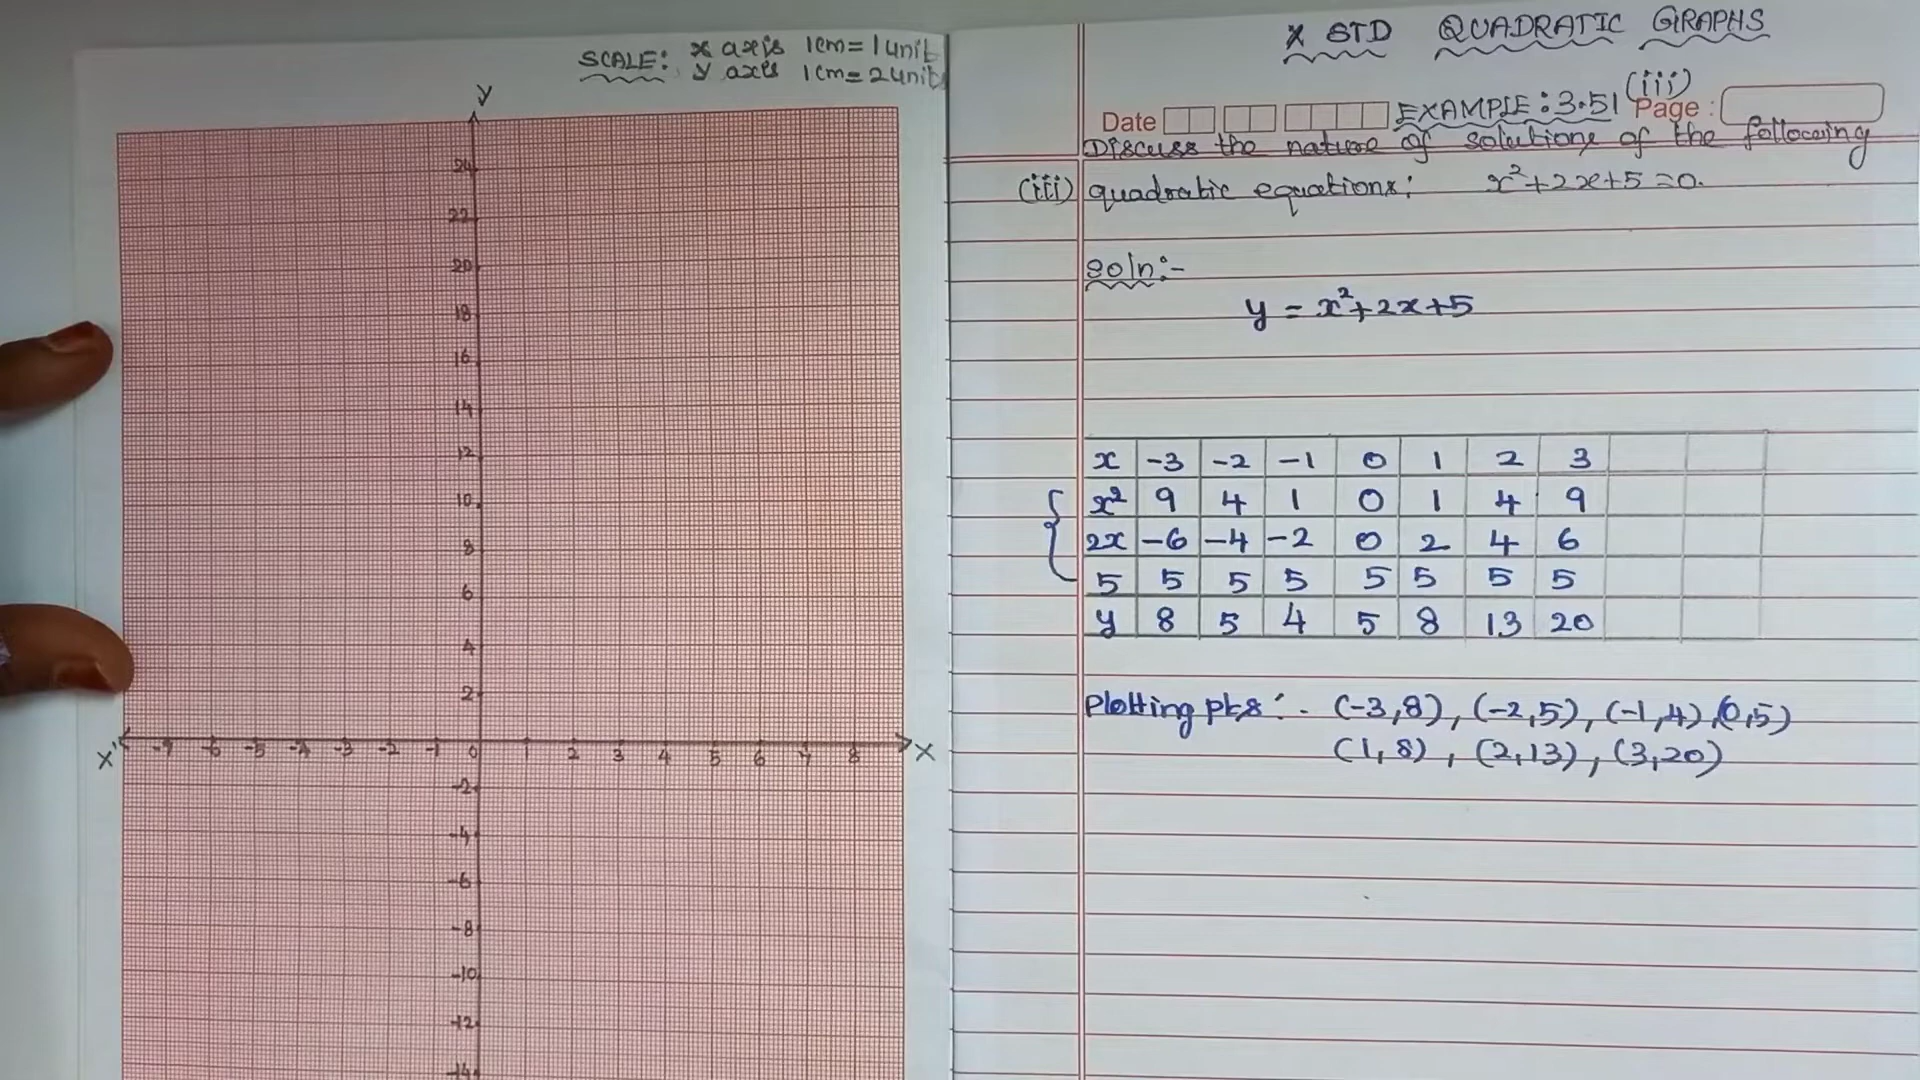 SCALE: x axis 1cm = 1 unit
y axis 1cm = 2 unit
Y
24
22
20
18
16
14
12
10
8
6
4
2
X' -7 -6 -5 -4 -3 -2 -1 0 1 2 3 4 5 6 7 8 X
-2
-4
-6
-8
-10
-12
-14
X STD QUADRATIC GRAPHS
(iii)
Date EXAMPLE: 3.51 Page :
Discuss the nature of solutions of the following
(iii) quadratic equations: x²+2x+5=0.
Soln:-
y = x²+2x+5
x -3 -2 -1 0 1 2 3
x² 9 4 1 0 1 4 9
2x -6 -4 -2 0 2 4 6
5 5 5 5 5 5 5 5
y 8 5 4 5 8 13 20
Plotting pts:- (-3,8), (-2,5), (-1,4), (0,5)
(1,8), (2,13), (3,20)